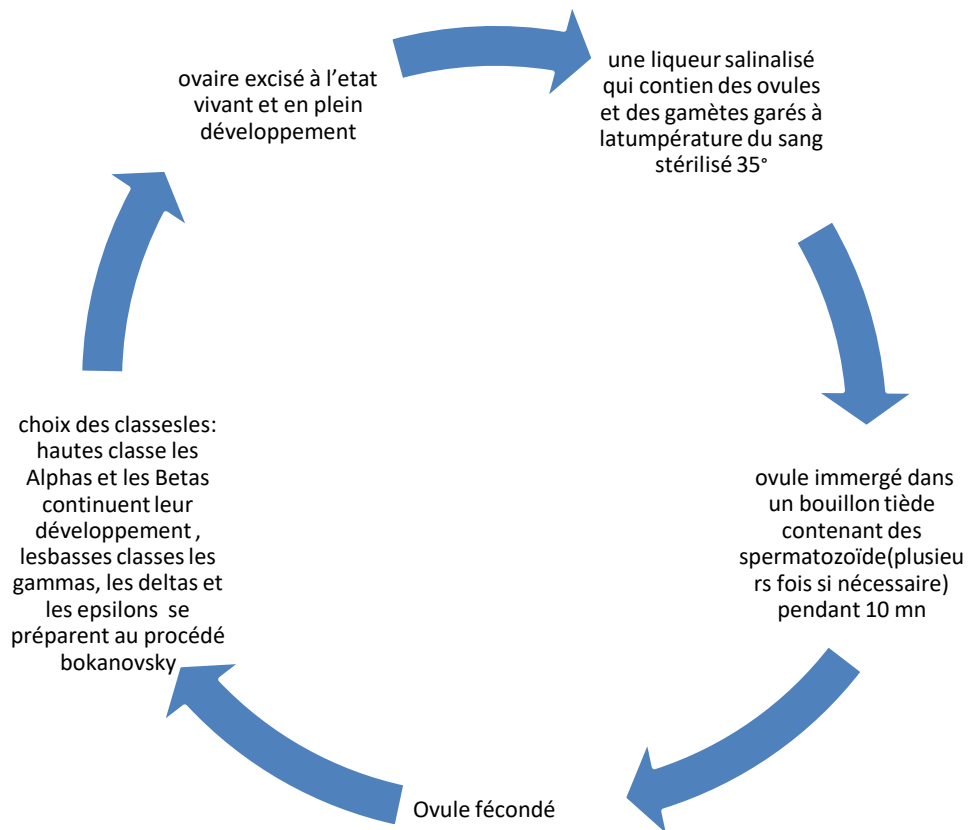 ovaire excisé à l'etat
vivant et en plein
développement
une liqueur salinalisé
qui contien des ovules
et des gamètes garés à
latumpérature du sang
stérilisé 35°
ovule immergé dans
un bouillon tiède
contenant des
spermatozoïde(plusieu
rs fois si nécessaire)
pendant 10 mn
Ovule fécondé
choix des classesles:
hautes classe les
Alphas et les Betas
continuent leur
développement ,
lesbasses classes les
gammas, les deltas et
les epsilons se
préparent au procédé
bokanovsky